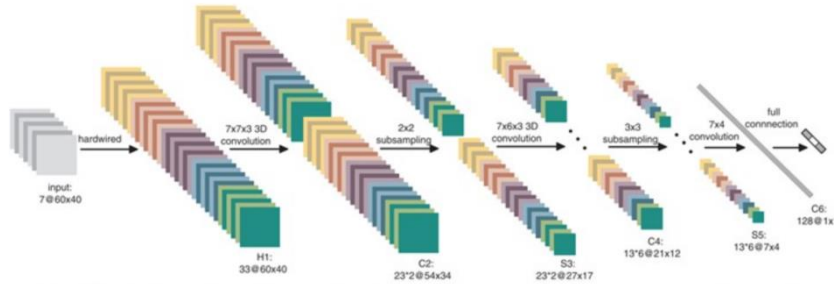 hardwired
7x7x3 3D
convolution
2x2
subsampling
7x6x3 3D
convolution
3x3
subsampling
7x4
convolution
full
connnection
input:
7@60x40
H1:
33@60x40
C2:
23*2@54x34
S3:
23*2@27x17
C4:
13*6@21x12
S5:
13*6@7x4
C6:
128@1x